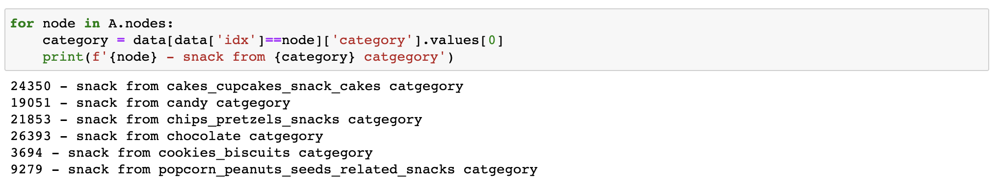 for node in A.nodes:
    category = data[data['idx']==node]['category'].values[0]
    print(f'{node} - snack from {category} catgegory')
24350 - snack from cakes_cupcakes_snack_cakes catgegory
19051 - snack from candy catgegory
21853 - snack from chips_pretzels_snacks catgegory
26393 - snack from chocolate catgegory
3694 - snack from cookies_biscuits catgegory
9279 - snack from popcorn_peanuts_seeds_related_snacks catgegory